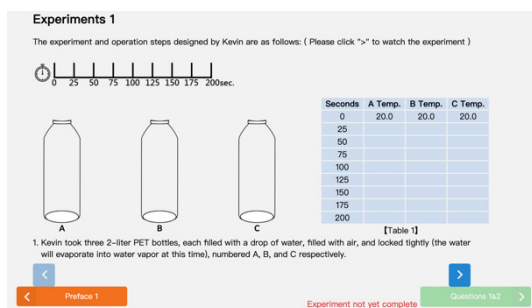 Experiments 1
The experiment and operation steps designed by Kevin are as follows: ( Please click ">" to watch the experiment )
0 25 50 75 100 125 150 175 200sec.
Seconds A Temp. B Temp. C Temp.
0 20.0 20.0 20.0
25
50
75
100
125
150
175
200
A B C
【Table 1】
1. Kevin took three 2-liter PET bottles, each filled with a drop of water, filled with air, and locked tightly (the water
will evaporate into water vapor at this time), numbered A, B, and C respectively.
< >
< Preface 1
Experiment not yet complete
Questions 1&2 >